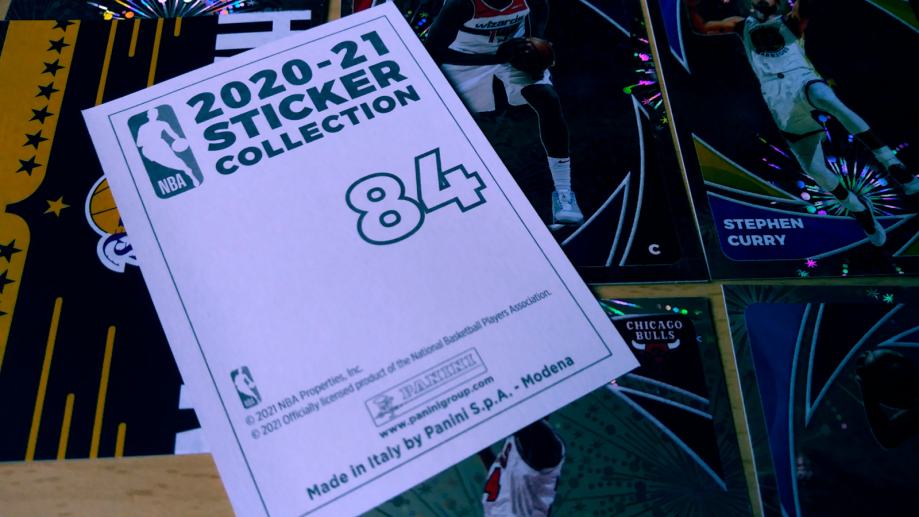 2020-21
STICKER
COLLECTION
NBA
84
© 2021 NBA Properties, Inc.
© 2021 Officially licensed product of the National Basketball Players Association.
PANINI
www.paninigroup.com
Made in Italy by Panini S.p.A. - Modena
wizards
C
STEPHEN
CURRY
CHICAGO
BULLS
4